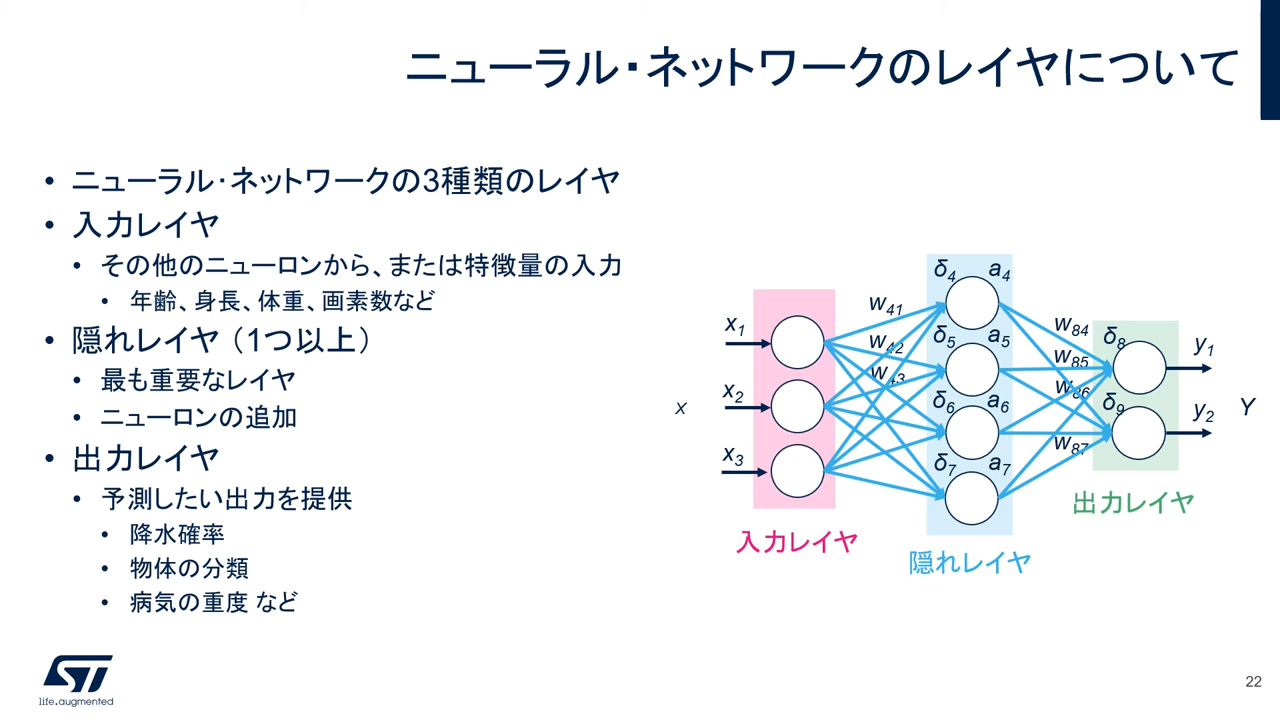 ニューラル・ネットワークのレイヤについて
• ニューラル・ネットワークの3種類のレイヤ
• 入力レイヤ
• その他のニューロンから、または特徴量の入力
• 年齢、身長、体重、画素数など
• 隠れレイヤ（1つ以上）
• 最も重要なレイヤ
• ニューロンの追加
• 出力レイヤ
• 予測したい出力を提供
• 降水確率
• 物体の分類
• 病気の重度 など
X
x1
x2
x3
w41
w42
w43
δ4 a4
δ5 a5
δ6 a6
δ7 a7
w84
w85
w86
w87
δ8
δ9
y1
y2
Y
入力レイヤ
隠れレイヤ
出力レイヤ
ST
life.augmented
22